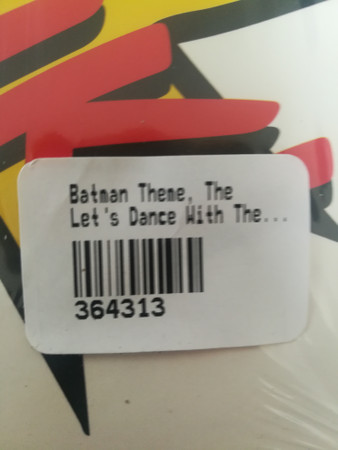 Batman Theme, The
Let's Dance With The...
364313